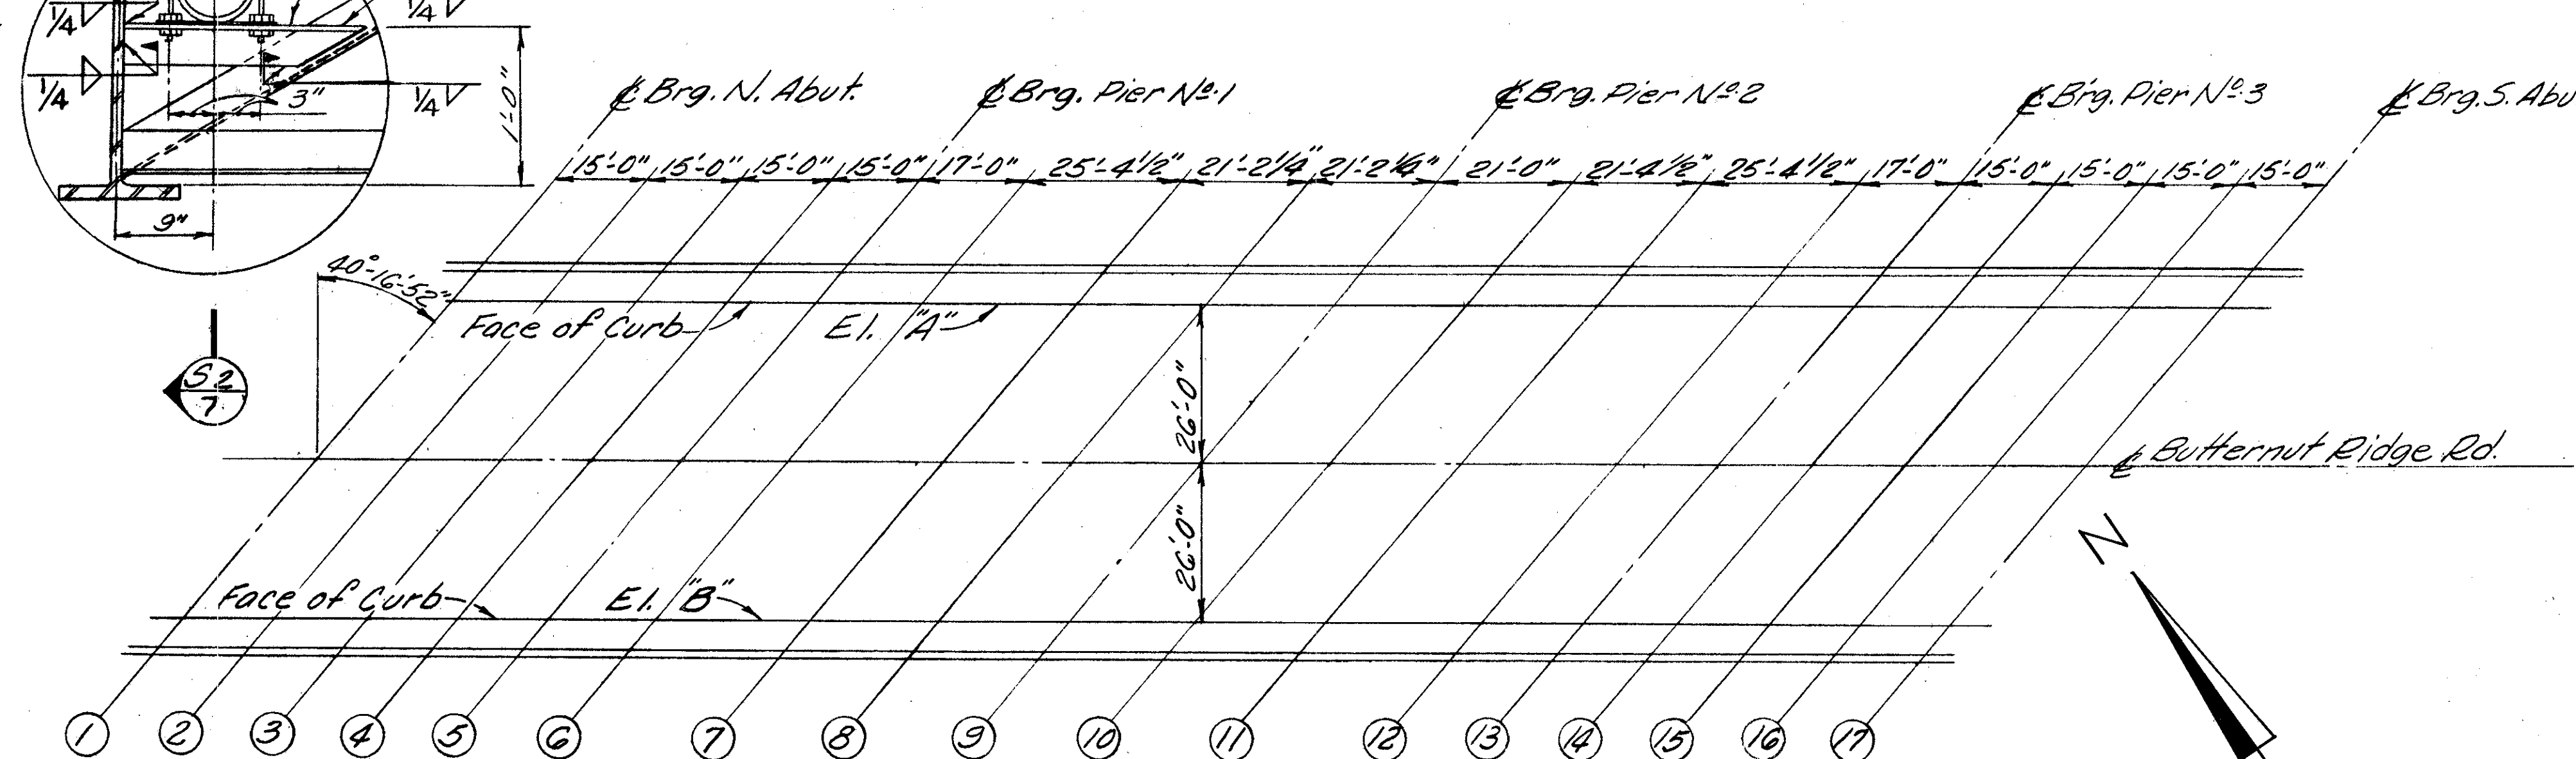 1/4
1/4
1/4
1/4
3"
1'-0"
9"
℄ Brg. N. Abut.
℄ Brg. Pier Nº 1
℄ Brg. Pier Nº 2
℄ Brg. Pier Nº 3
℄ Brg. S. Abu
15'-0" 15'-0" 15'-0" 15'-0" 17'-0" 25'-4 1/2" 21'-2 1/4" 21'-2 1/4" 21'-0" 21'-4 1/2" 25'-4 1/2" 17'-0" 15'-0" 15'-0" 15'-0" 15'-0"
40°-16'-52"
Face of Curb
El. "A"
S2
7
26'-0"
℄ Butternut Ridge Rd.
26'-0"
N
Face of Curb
El. "B"
1 2 3 4 5 6 7 8 9 10 11 12 13 14 15 16 17